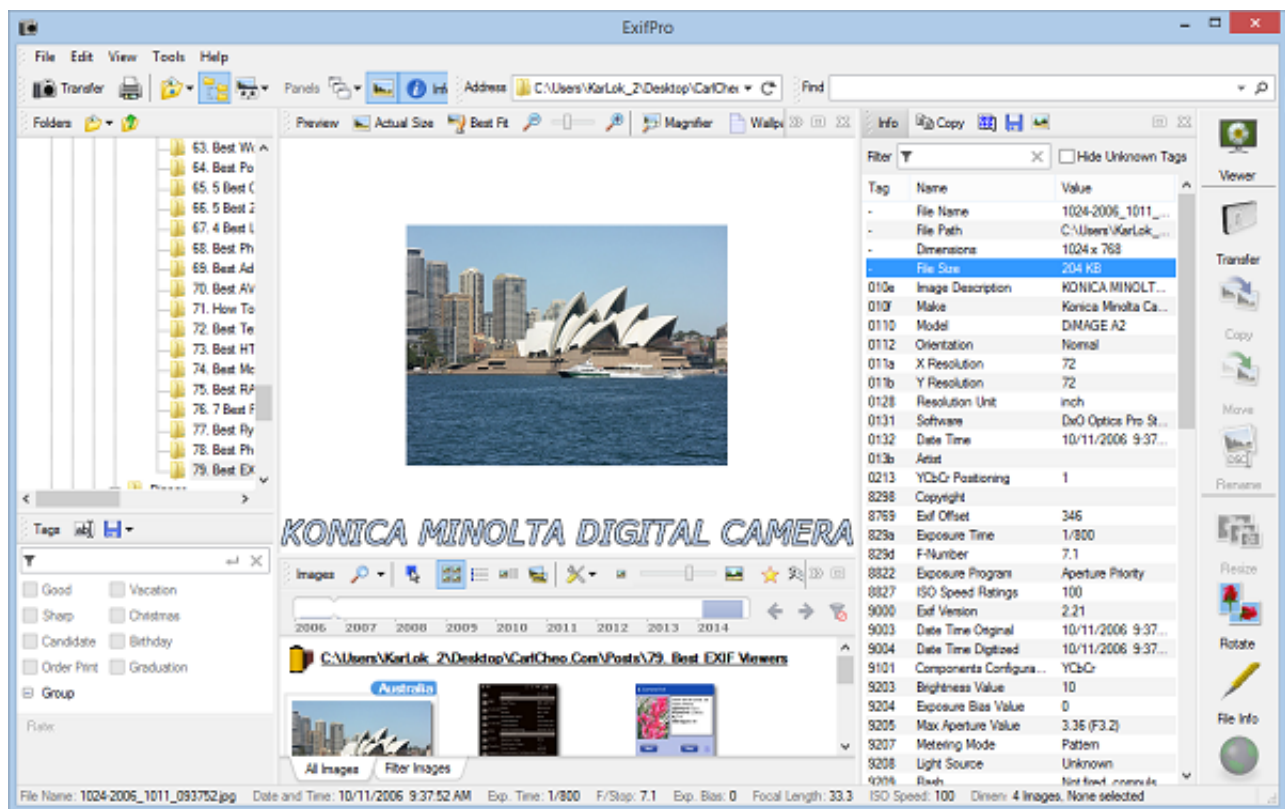 ExifPro
File Edit View Tools Help
Transfer Panels Info Address C:\Users\KarLok_2\Desktop\CarlCheo Find
Folders
63. Best Wo
64. Best Po
65. 5 Best C
66. 5 Best 2
67. 4 Best L
68. Best Ph
69. Best Ad
70. Best AV
71. How To
72. Best Te
73. Best HT
74. Best Mo
75. Best RA
76. 7 Best F
77. Best Ry
78. Best Ph
79. Best EX
Tags
Good Vacation
Sharp Christmas
Candidate Birthday
Order Print Graduation
Group
Rate:
Preview Actual Size Best Fit Magnifier Wallpa
KONICA MINOLTA DIGITAL CAMERA
Images
2006 2007 2008 2009 2010 2011 2012 2013 2014
C:\Users\KarLok_2\Desktop\CarlCheo.Com\Posts\79. Best EXIF Viewers
Australia
All Images Filter Images
Info Copy
Filter Hide Unknown Tags
Tag Name Value
- File Name 1024-2006_1011_...
- File Path C:\Users\KarLok_...
- Dimensions 1024 x 768
- File Size 204 KB
010e Image Description KONICA MINOLT...
010f Make Konica Minolta Ca...
0110 Model DiMAGE A2
0112 Orientation Normal
011a X Resolution 72
011b Y Resolution 72
0128 Resolution Unit inch
0131 Software DxO Optics Pro St...
0132 Date Time 10/11/2006 9:37...
013b Artist
0213 YCbCr Positioning 1
8298 Copyright
8769 Exif Offset 346
829a Exposure Time 1/800
829d F-Number 7.1
8822 Exposure Program Aperture Priority
8827 ISO Speed Ratings 100
9000 Exif Version 2.21
9003 Date Time Original 10/11/2006 9:37...
9004 Date Time Digitized 10/11/2006 9:37...
9101 Components Configura... YCbCr
9203 Brightness Value 10
9204 Exposure Bias Value 0
9205 Max Aperture Value 3.36 (F3.2)
9207 Metering Mode Pattern
9208 Light Source Unknown
9209 Flash Not fired, compuls
Viewer
Transfer
Copy
Move
Rename
Resize
Rotate
File Info
File Name: 1024-2006_1011_093752.jpg Date and Time: 10/11/2006 9:37:52 AM Exp. Time: 1/800 F/Stop: 7.1 Exp. Bias: 0 Focal Length: 33.3 ISO Speed: 100 Dimen: 4 Images, None selected